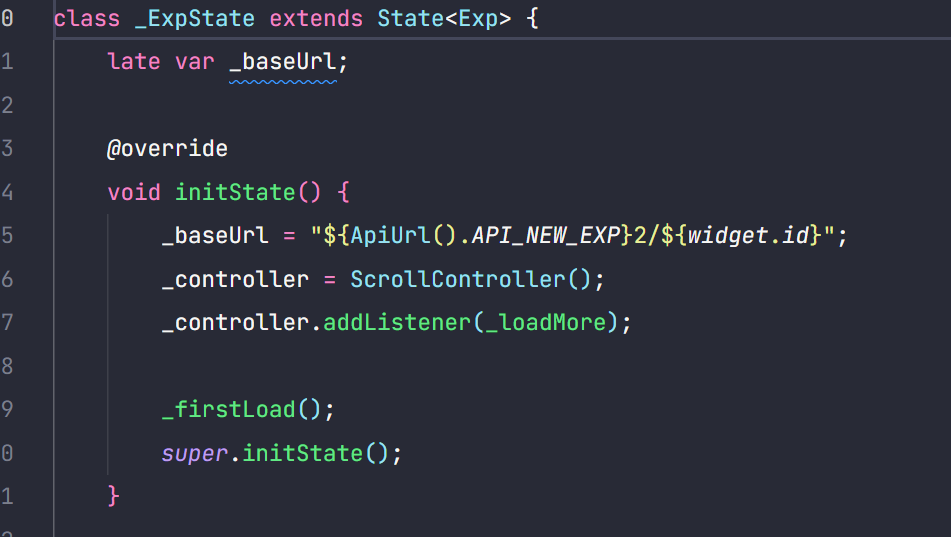 0 class _ExpState extends State<Exp> {
1 late var _baseUrl;
2
3 @override
4 void initState() {
5 _baseUrl = "${ApiUrl().API_NEW_EXP}2/${widget.id}";
6 _controller = ScrollController();
7 _controller.addListener(_loadMore);
8
9 _firstLoad();
0 super.initState();
1 }